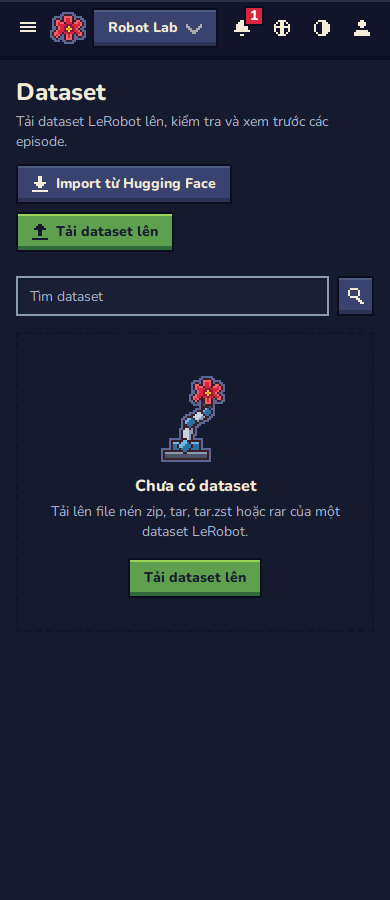 Robot Lab
1
Dataset
Tải dataset LeRobot lên, kiểm tra và xem trước các
episode.
Import từ Hugging Face
Tải dataset lên
Tìm dataset
Chưa có dataset
Tải lên file nén zip, tar, tar.zst hoặc rar của một
dataset LeRobot.
Tải dataset lên